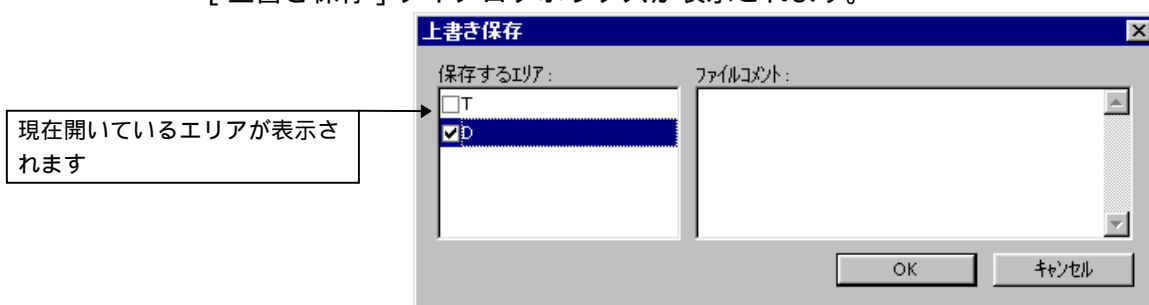 [上書き保存]ダイアログボックスが表示されます。
上書き保存
保存するエリア:
ファイルコメント:
T
D
現在開いているエリアが表示さ
れます
OK
キャンセル